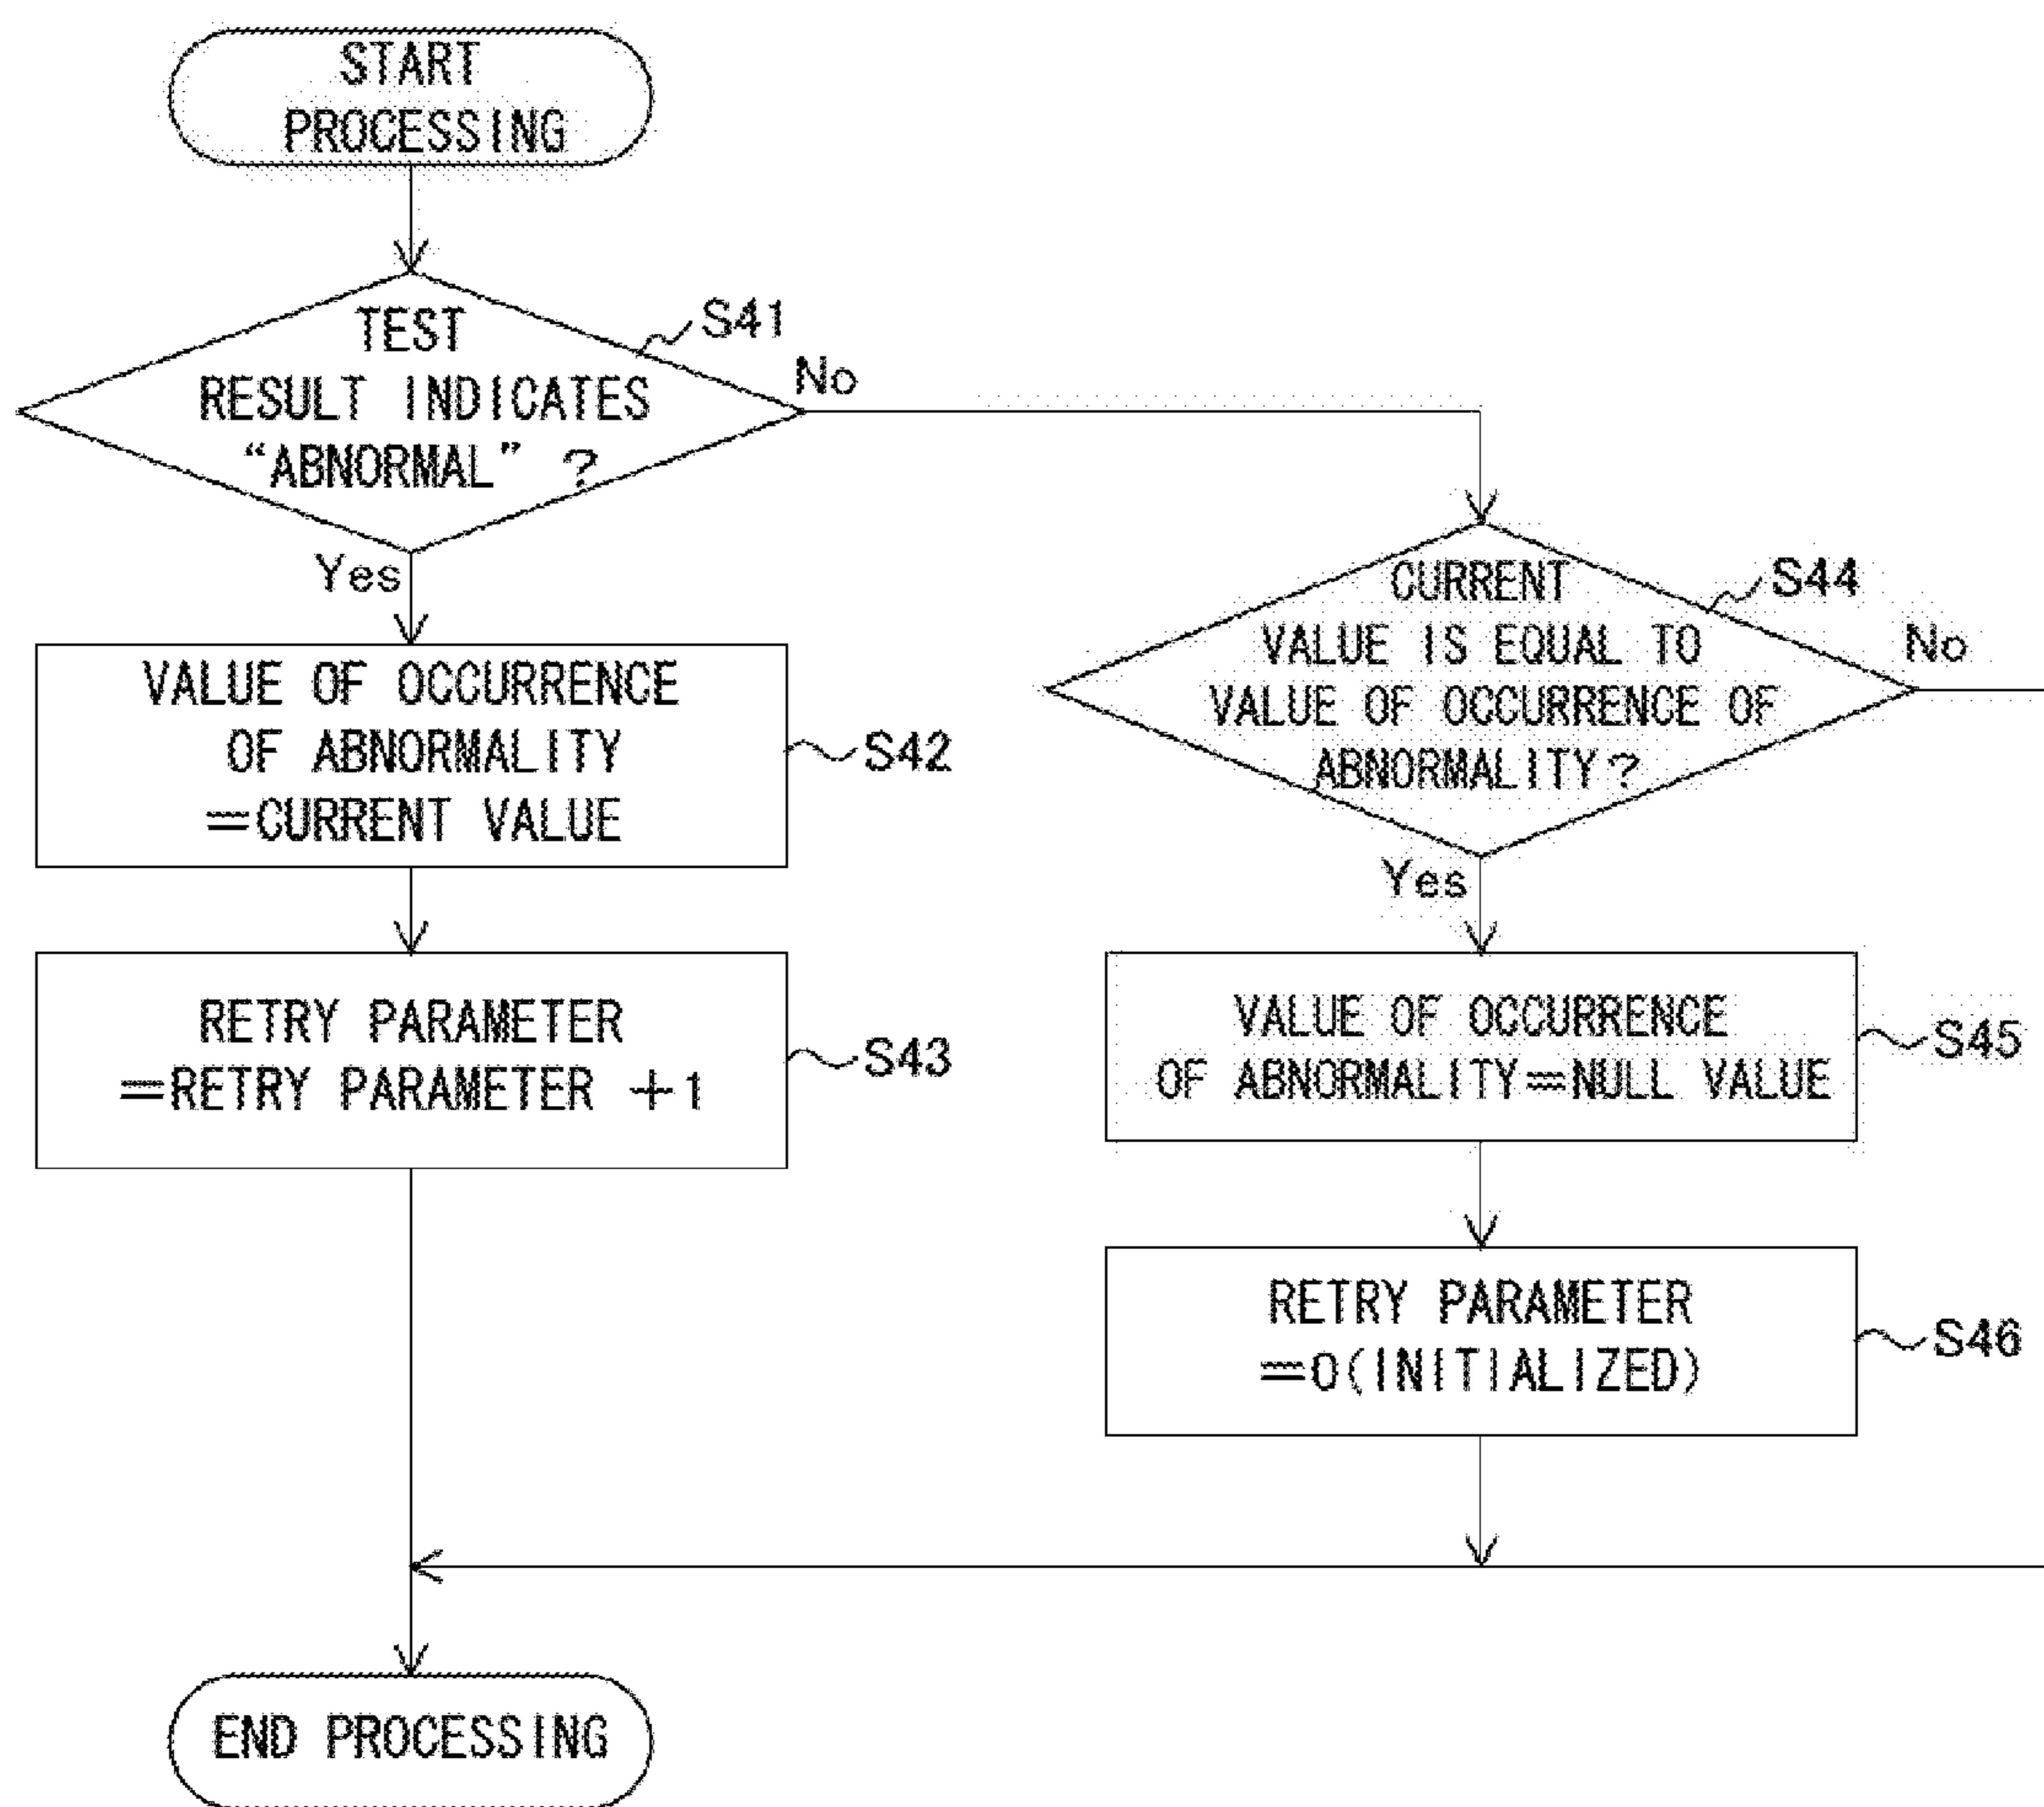 START
PROCESSING
TEST
RESULT INDICATES
“ABNORMAL” ?
S41
No
Yes
VALUE OF OCCURRENCE
OF ABNORMALITY
=CURRENT VALUE
S42
RETRY PARAMETER
=RETRY PARAMETER +1
S43
CURRENT
VALUE IS EQUAL TO
VALUE OF OCCURRENCE OF
ABNORMALITY?
S44
No
Yes
VALUE OF OCCURRENCE
OF ABNORMALITY=NULL VALUE
S45
RETRY PARAMETER
=0(INITIALIZED)
S46
END PROCESSING